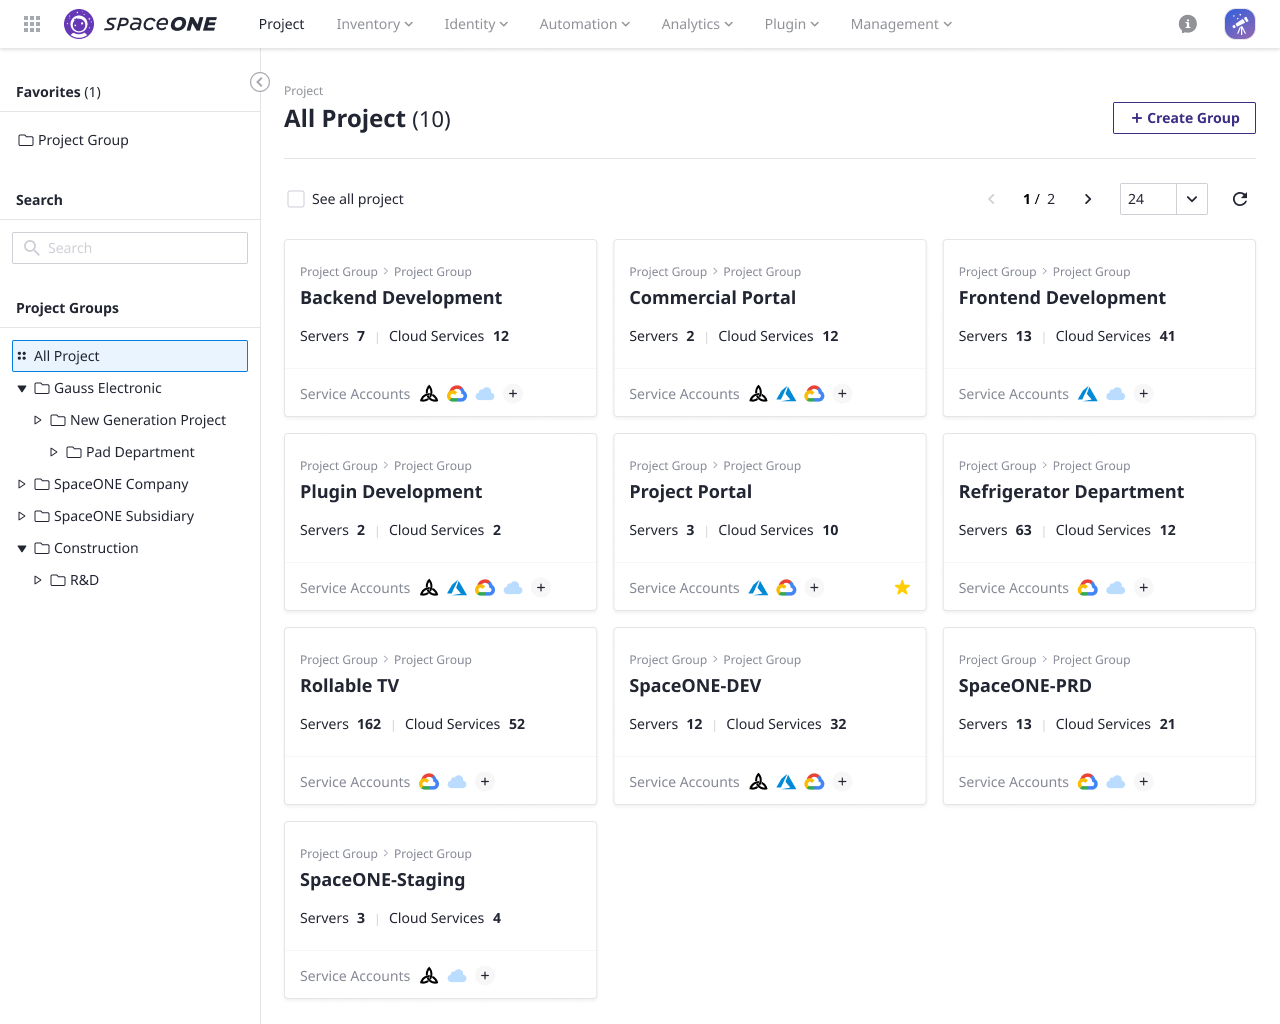 SPACEONE
Project Inventory Identity Automation Analytics Plugin Management
Favorites (1)
Project Group
Search
Search
Project Groups
All Project
Gauss Electronic
New Generation Project
Pad Department
SpaceONE Company
SpaceONE Subsidiary
Construction
R&D
Project
All Project (10)
+ Create Group
See all project
1 / 2
24
Project Group > Project Group
Backend Development
Servers 7 | Cloud Services 12
Service Accounts +
Project Group > Project Group
Commercial Portal
Servers 2 | Cloud Services 12
Service Accounts +
Project Group > Project Group
Frontend Development
Servers 13 | Cloud Services 41
Service Accounts +
Project Group > Project Group
Plugin Development
Servers 2 | Cloud Services 2
Service Accounts +
Project Group > Project Group
Project Portal
Servers 3 | Cloud Services 10
Service Accounts +
Project Group > Project Group
Refrigerator Department
Servers 63 | Cloud Services 12
Service Accounts +
Project Group > Project Group
Rollable TV
Servers 162 | Cloud Services 52
Service Accounts +
Project Group > Project Group
SpaceONE-DEV
Servers 12 | Cloud Services 32
Service Accounts +
Project Group > Project Group
SpaceONE-PRD
Servers 13 | Cloud Services 21
Service Accounts +
Project Group > Project Group
SpaceONE-Staging
Servers 3 | Cloud Services 4
Service Accounts +